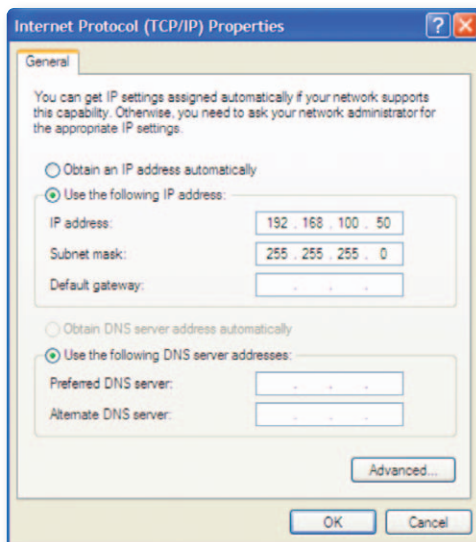 Internet Protocol (TCP/IP) Properties
General
You can get IP settings assigned automatically if your network supports
this capability. Otherwise, you need to ask your network administrator for
the appropriate IP settings.
Obtain an IP address automatically
Use the following IP address:
IP address: 192 . 168 . 100 . 50
Subnet mask: 255 . 255 . 255 . 0
Default gateway: . . .
Obtain DNS server address automatically
Use the following DNS server addresses:
Preferred DNS server: . . .
Alternate DNS server: . . .
Advanced...
OK Cancel